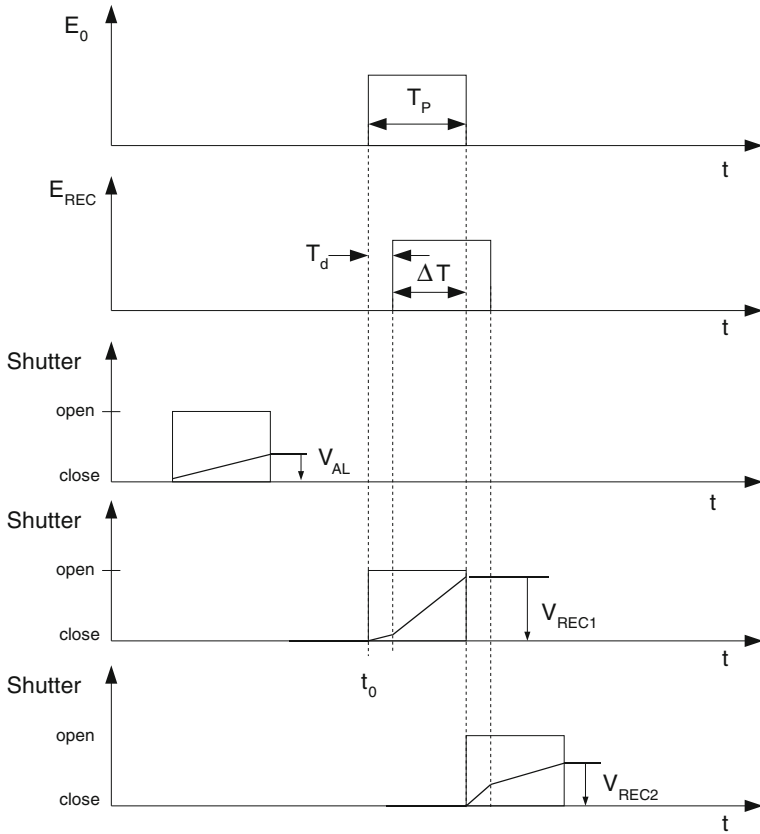 E0
TP
t
EREC
Td
ΔT
t
Shutter
open
close
VAL
t
Shutter
open
close
VREC1
t
t0
Shutter
open
close
VREC2
t